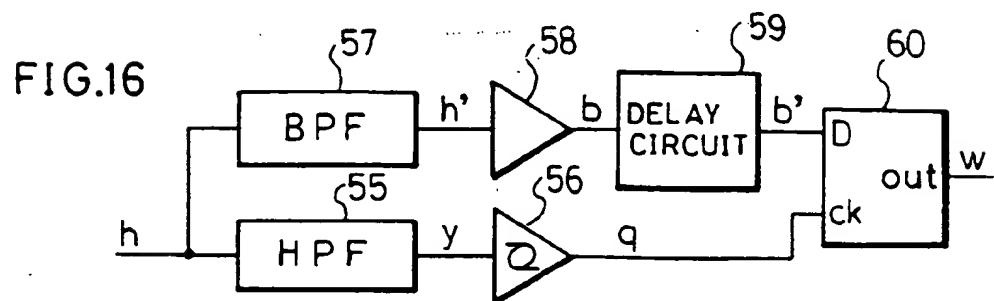 FIG.16
57
58
59
60
BPF
h'
b
DELAY CIRCUIT
b'
D
out
w
ck
55
56
h
HPF
y
q